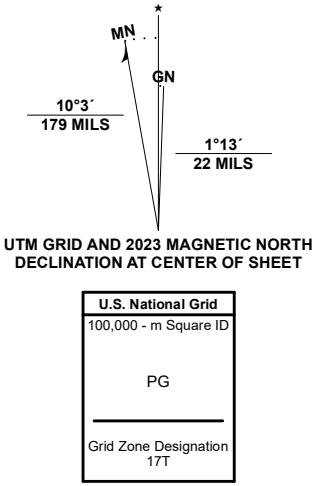 ★
MN
GN
10°3´
179 MILS
1°13´
22 MILS
UTM GRID AND 2023 MAGNETIC NORTH
DECLINATION AT CENTER OF SHEET
U.S. National Grid
100,000 - m Square ID
PG
Grid Zone Designation
17T